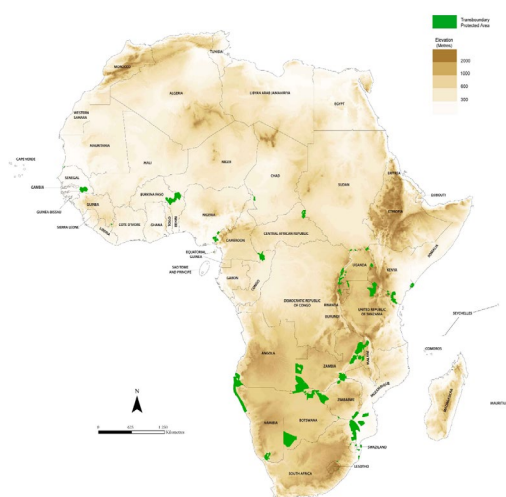 Transboundary
Protected Area
Elevation
(Metres)
2000
1000
800
300
TUNISIA
MOROCCO
ALGERIA
LIBYAN ARAB JAMAHIRIYA
EGYPT
WESTERN
SAHARA
MAURITANIA
MALI
NIGER
CHAD
SUDAN
ERITREA
CAPE VERDE
SENEGAL
GAMBIA
GUINEA-BISSAU
GUINEA
SIERRA LEONE
LIBERIA
COTE D'IVOIRE
BURKINA FASO
GHANA
TOGO
BENIN
NIGERIA
CAMEROON
CENTRAL AFRICAN REPUBLIC
DJIBOUTI
ETHIOPIA
SOMALIA
EQUATORIAL
GUINEA
SAO TOME
AND PRINCIPE
GABON
CONGO
DEMOCRATIC REPUBLIC
OF CONGO
UGANDA
KENYA
RWANDA
BURUNDI
UNITED REPUBLIC
OF TANZANIA
SEYCHELLES
COMOROS
ANGOLA
ZAMBIA
MALAWI
MOZAMBIQUE
MADAGASCAR
MAURITIUS
ZIMBABWE
NAMIBIA
BOTSWANA
SWAZILAND
LESOTHO
SOUTH AFRICA
N
0
Kilometres